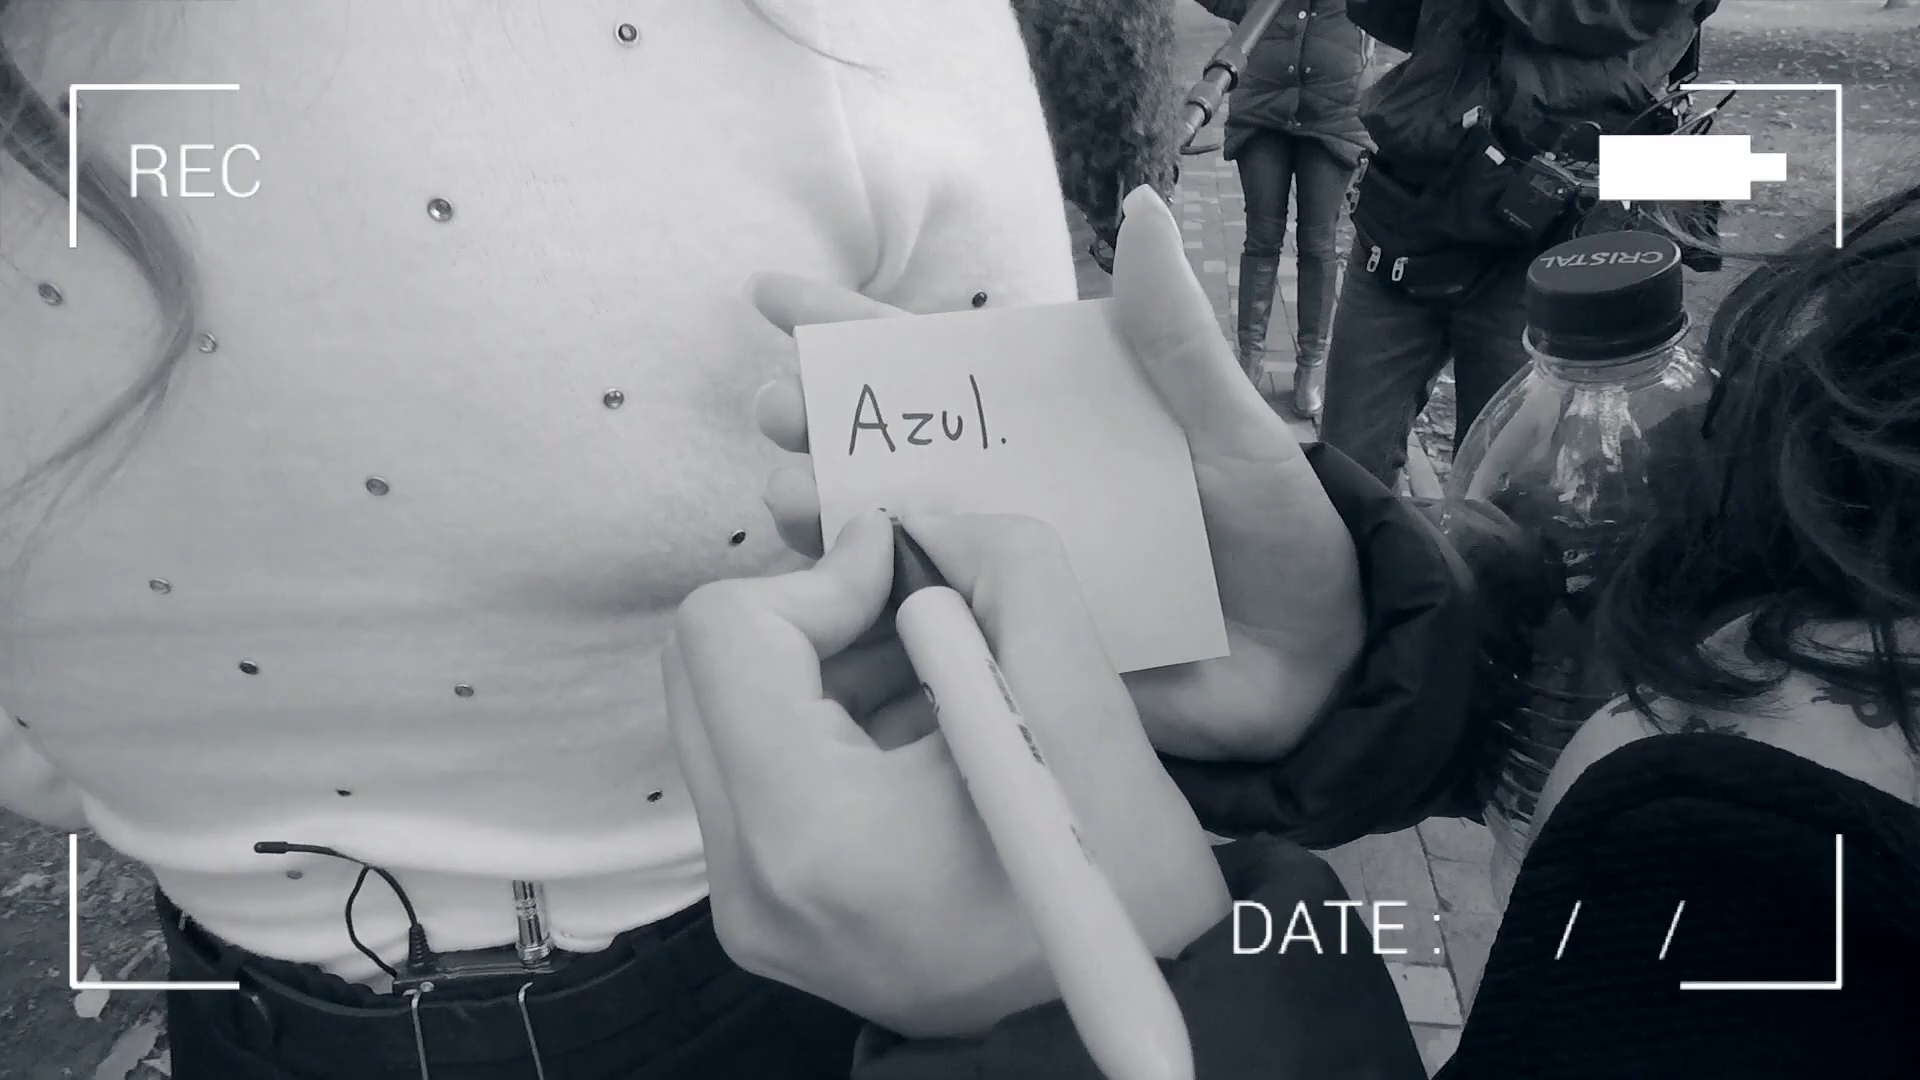 REC
CRISTAL
Azul.
DATE: / /